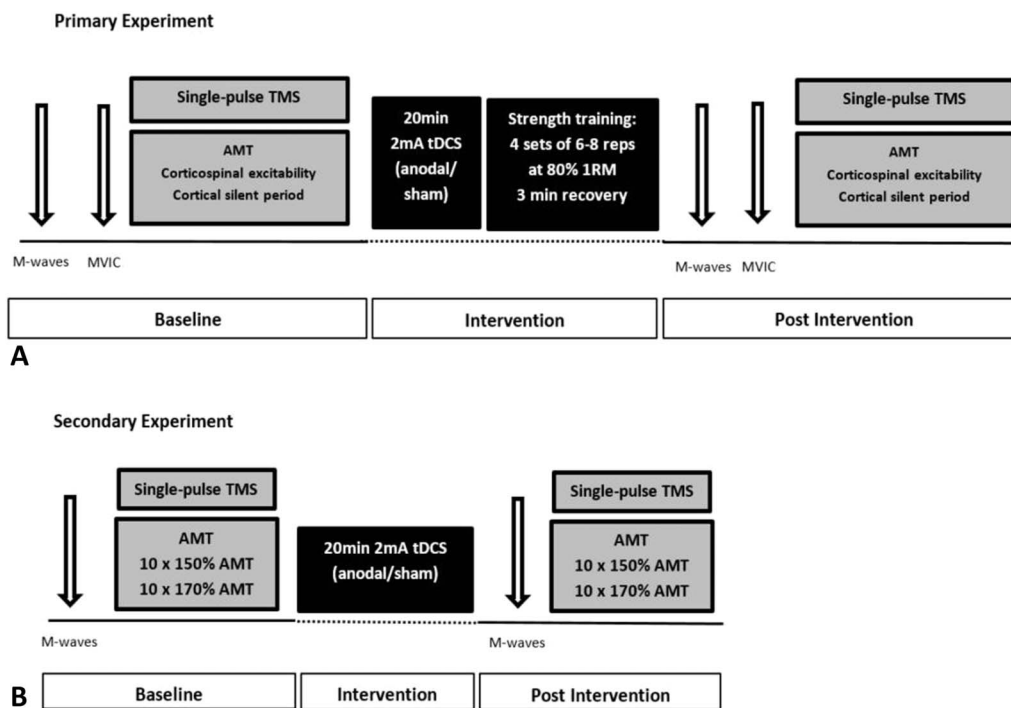 Primary Experiment
Single-pulse TMS
AMT
Corticospinal excitability
Cortical silent period
20min
2mA tDCS
(anodal/
sham)
Strength training:
4 sets of 6-8 reps
at 80% 1RM
3 min recovery
Single-pulse TMS
AMT
Corticospinal excitability
Cortical silent period
M-waves
MVIC
M-waves
MVIC
Baseline
Intervention
Post Intervention
A
Secondary Experiment
Single-pulse TMS
AMT
10 x 150% AMT
10 x 170% AMT
20min 2mA tDCS
(anodal/sham)
Single-pulse TMS
AMT
10 x 150% AMT
10 x 170% AMT
M-waves
M-waves
Baseline
Intervention
Post Intervention
B